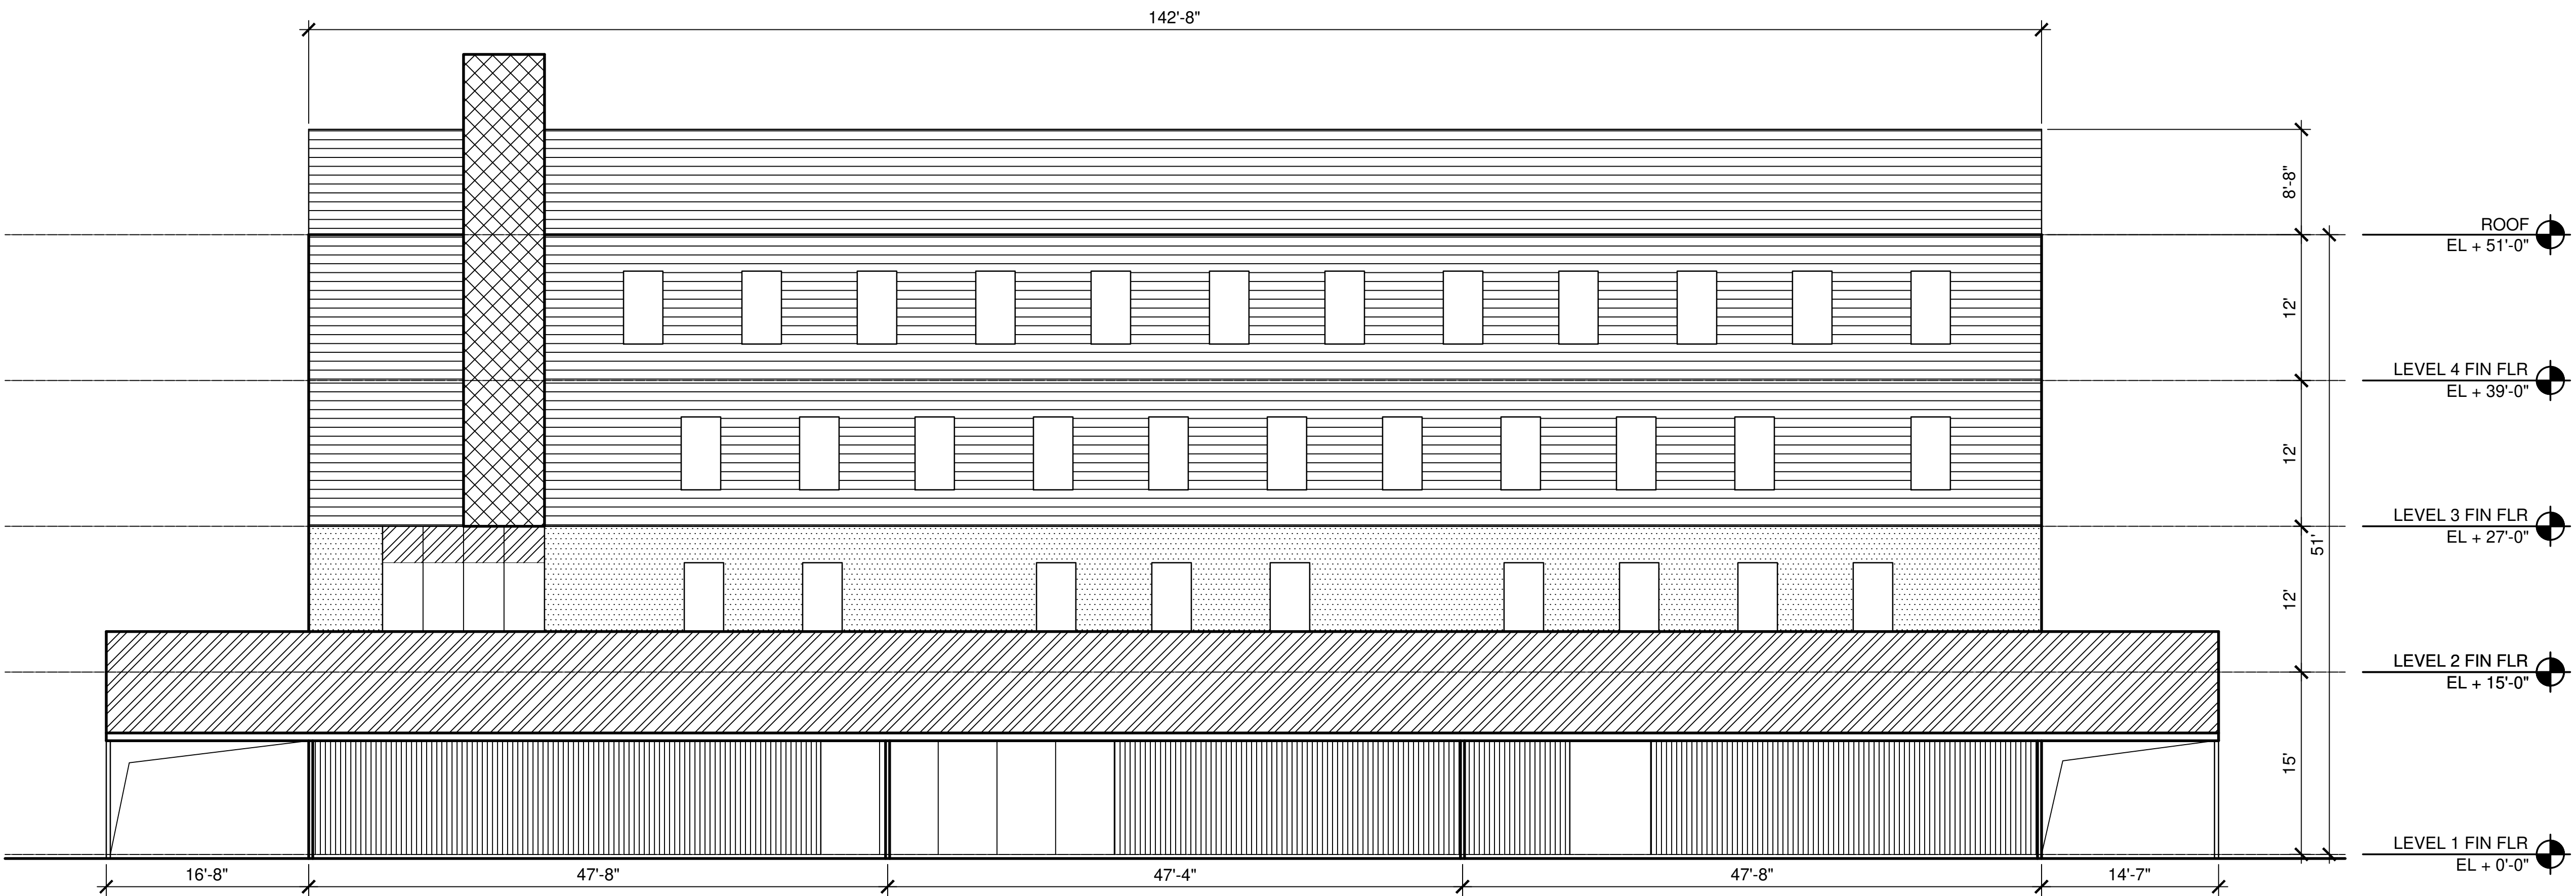 142'-8"
8'-8"
ROOF
EL + 51'-0"
12'
LEVEL 4 FIN FLR
EL + 39'-0"
12'
LEVEL 3 FIN FLR
EL + 27'-0"
51'
12'
LEVEL 2 FIN FLR
EL + 15'-0"
15'
LEVEL 1 FIN FLR
EL + 0'-0"
16'-8"
47'-8"
47'-4"
47'-8"
14'-7"